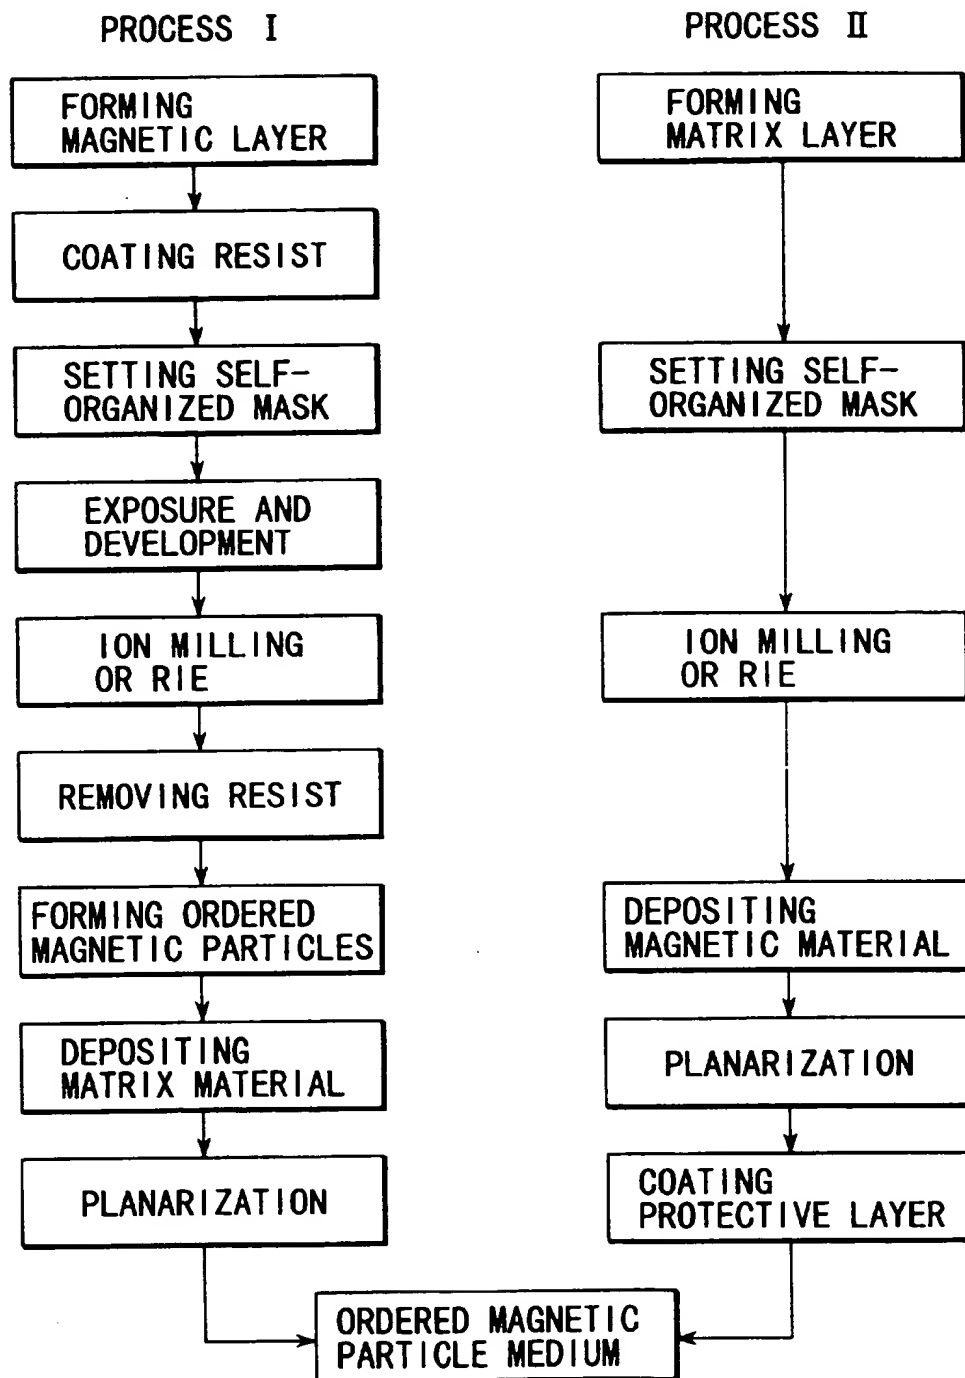 PROCESS I
FORMING
MAGNETIC LAYER
COATING RESIST
SETTING SELF-
ORGANIZED MASK
EXPOSURE AND
DEVELOPMENT
ION MILLING
OR RIE
REMOVING RESIST
FORMING ORDERED
MAGNETIC PARTICLES
DEPOSITING
MATRIX MATERIAL
PLANARIZATION
PROCESS II
FORMING
MATRIX LAYER
SETTING SELF-
ORGANIZED MASK
ION MILLING
OR RIE
DEPOSITING
MAGNETIC MATERIAL
PLANARIZATION
COATING
PROTECTIVE LAYER
ORDERED MAGNETIC
PARTICLE MEDIUM